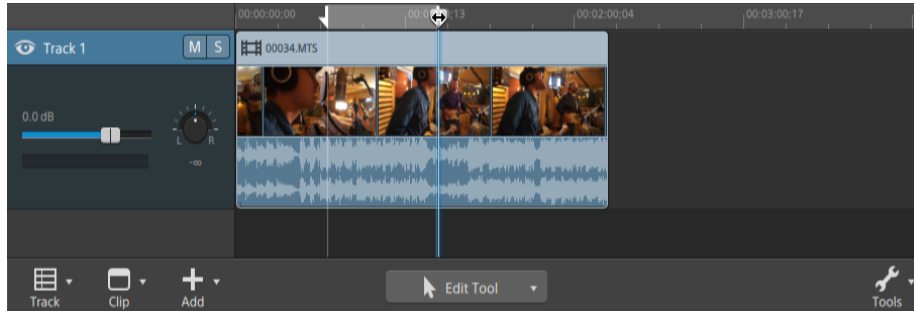 00:00:00;00
00:02:00;04
00:03:00;17
Track 1
M S
00034.MTS
0.0 dB
L R
-∞
Track
Clip
Add
Edit Tool
Tools